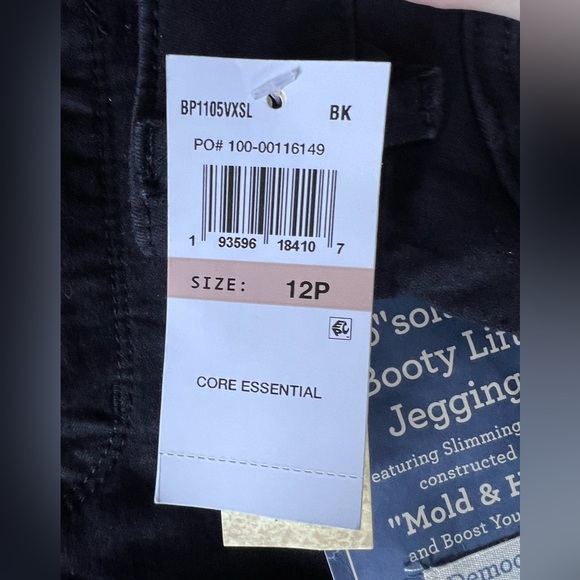 BP1105VXSL BK
PO# 100-00116149
1 93596 18410 7
SIZE: 12P
CORE ESSENTIAL
Booty
Jegging
Slimming
constructed
"Mold &
and Boost You